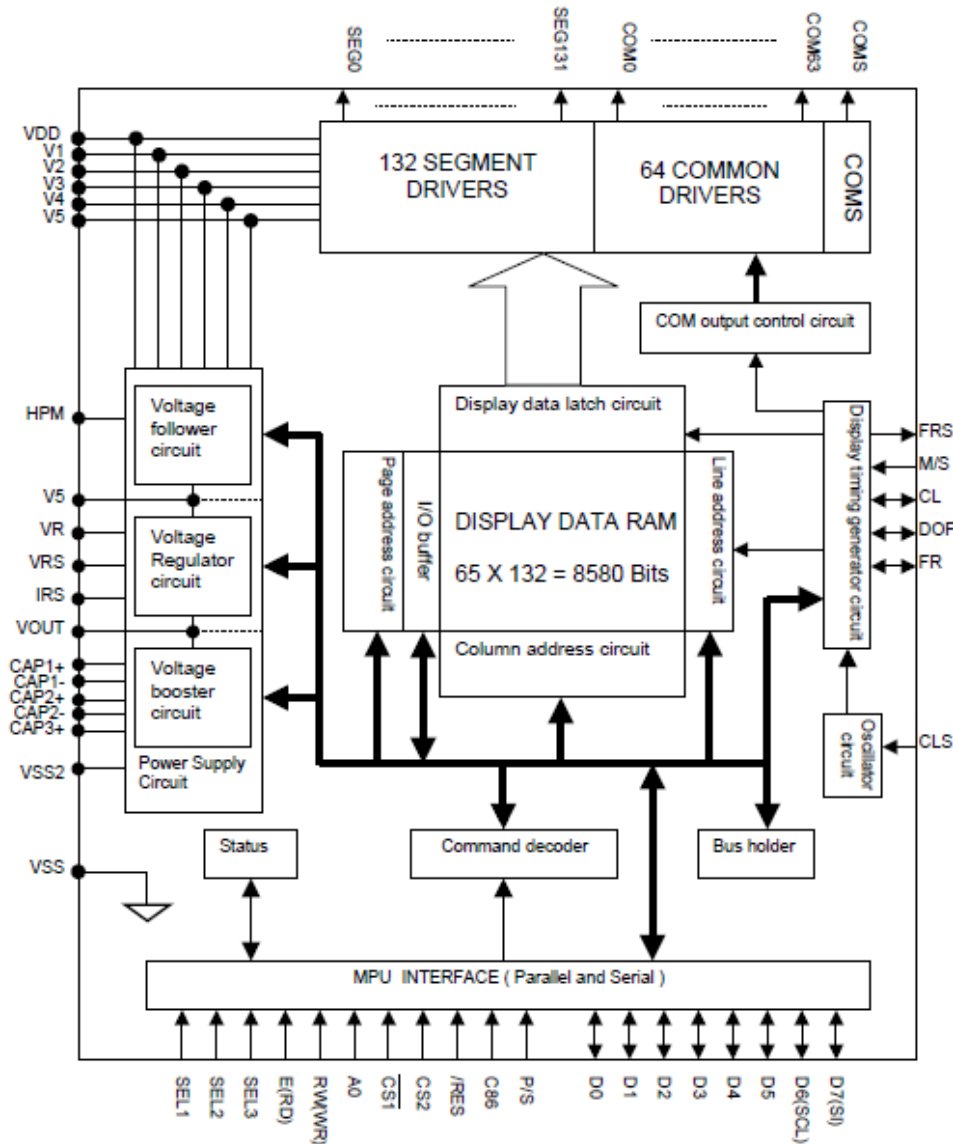 SEG0
SEG131
COM0
COM63
COMS
VDD
V1
V2
V3
V4
V5
132 SEGMENT
DRIVERS
64 COMMON
DRIVERS
COMS
COM output control circuit
HPM
V5
VR
VRS
IRS
VOUT
CAP1+
CAP1-
CAP2+
CAP2-
CAP3+
VSS2
VSS
Voltage
follower
circuit
Voltage
Regulator
circuit
Voltage
booster
circuit
Power Supply
Circuit
Display data latch circuit
Page address circuit
I/O buffer
DISPLAY DATA RAM
65 X 132 = 8580 Bits
Line address circuit
Column address circuit
Display timing generator circuit
FRS
M/S
CL
DOF
FR
Oscillator
circuit
CLS
Status
Command decoder
Bus holder
MPU INTERFACE ( Parallel and Serial )
SEL1
SEL2
SEL3
E(RD)
RW(WR)
A0
CS1
CS2
/RES
C86
P/S
D0
D1
D2
D3
D4
D5
D6(SCL)
D7(SI)